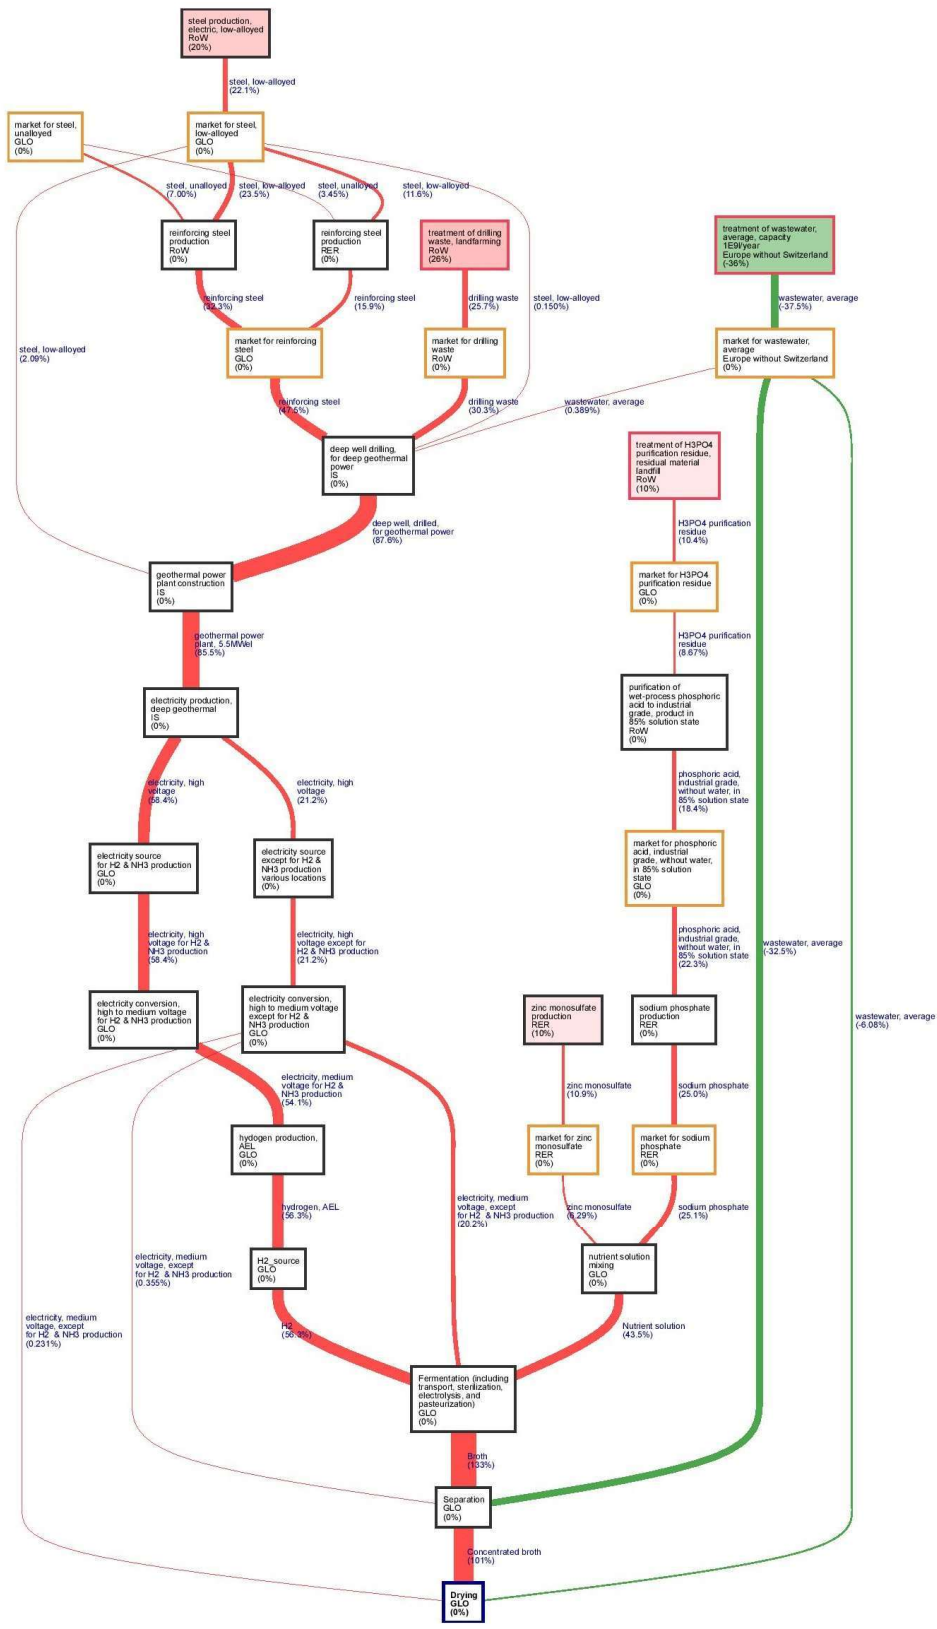 steel production,
electric, low-alloyed
RoW
(20%)
steel, low-alloyed
(22.1%)
market for steel,
unalloyed
GLO
(0%)
market for steel,
low-alloyed
GLO
(0%)
steel, unalloyed
(7.00%)
steel, low-alloyed
(23.5%)
steel, unalloyed
(3.45%)
steel, low-alloyed
(11.6%)
reinforcing steel
production
RoW
(0%)
reinforcing steel
production
RER
(0%)
treatment of drilling
waste, landfarming
RoW
(26%)
treatment of wastewater,
average, capacity
1E9l/year
Europe without Switzerland
(-36%)
reinforcing steel
(32.3%)
reinforcing steel
(15.9%)
drilling waste
(25.7%)
steel, low-alloyed
(0.150%)
wastewater, average
(-37.5%)
steel, low-alloyed
(2.09%)
market for reinforcing
steel
GLO
(0%)
market for drilling
waste
RoW
(0%)
market for wastewater,
average
Europe without Switzerland
(0%)
reinforcing steel
(47.5%)
drilling waste
(30.3%)
wastewater, average
(0.389%)
deep well drilling,
for deep geothermal
power
IS
(0%)
treatment of H3PO4
purification residue,
residual material
landfill
RoW
(10%)
deep well, drilled,
for geothermal power
(87.6%)
H3PO4 purification
residue
(10.4%)
geothermal power
plant construction
IS
(0%)
market for H3PO4
purification residue
GLO
(0%)
geothermal power
plant, 5.5MWel
(85.5%)
H3PO4 purification
residue
(8.67%)
electricity production,
deep geothermal
IS
(0%)
purification of
wet-process phosphoric
acid to industrial
grade, product in
85% solution state
RoW
(0%)
electricity, high
voltage
(58.4%)
electricity, high
voltage
(21.2%)
phosphoric acid,
industrial grade,
without water, in
85% solution state
(18.4%)
electricity source
for H2 & NH3 production
GLO
(0%)
electricity source
except for H2 &
NH3 production
various locations
(0%)
market for phosphoric
acid, industrial
grade, without water,
in 85% solution
state
GLO
(0%)
electricity, high
voltage for H2 &
NH3 production
(58.4%)
electricity, high
voltage except for
H2 & NH3 production
(21.2%)
phosphoric acid,
industrial grade,
without water, in
85% solution state
(22.3%)
wastewater, average
(-32.5%)
electricity conversion,
high to medium voltage
for H2 & NH3 production
GLO
(0%)
electricity conversion,
high to medium voltage
except for H2 &
NH3 production
GLO
(0%)
zinc monosulfate
production
RER
(10%)
sodium phosphate
production
RER
(0%)
wastewater, average
(-6.08%)
electricity, medium
voltage for H2 &
NH3 production
(54.1%)
zinc monosulfate
(10.9%)
sodium phosphate
(25.0%)
hydrogen production,
AEL
GLO
(0%)
market for zinc
monosulfate
RER
(0%)
market for sodium
phosphate
RER
(0%)
hydrogen, AEL
(56.3%)
electricity, medium
voltage, except
for H2 & NH3 production
(20.2%)
zinc monosulfate
(6.29%)
sodium phosphate
(25.1%)
electricity, medium
voltage, except
for H2 & NH3 production
(0.355%)
H2_source
GLO
(0%)
nutrient solution
mixing
GLO
(0%)
electricity, medium
voltage, except
for H2 & NH3 production
(0.231%)
H2
(56.3%)
Nutrient solution
(43.5%)
Fermentation (including
transport, sterilization,
electrolysis, and
pasteurization)
GLO
(0%)
Broth
(133%)
Separation
GLO
(0%)
Concentrated broth
(101%)
Drying
GLO
(0%)